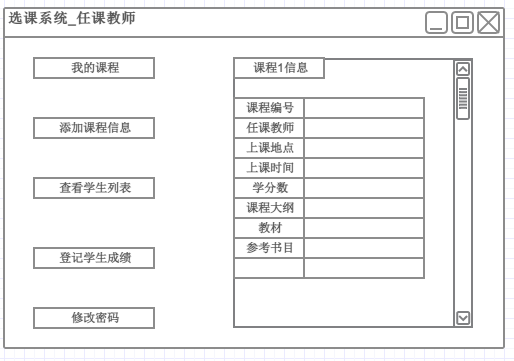 选课系统_任课教师
我的课程
添加课程信息
查看学生列表
登记学生成绩
修改密码
课程1信息
课程编号
任课教师
上课地点
上课时间
学分数
课程大纲
教材
参考书目